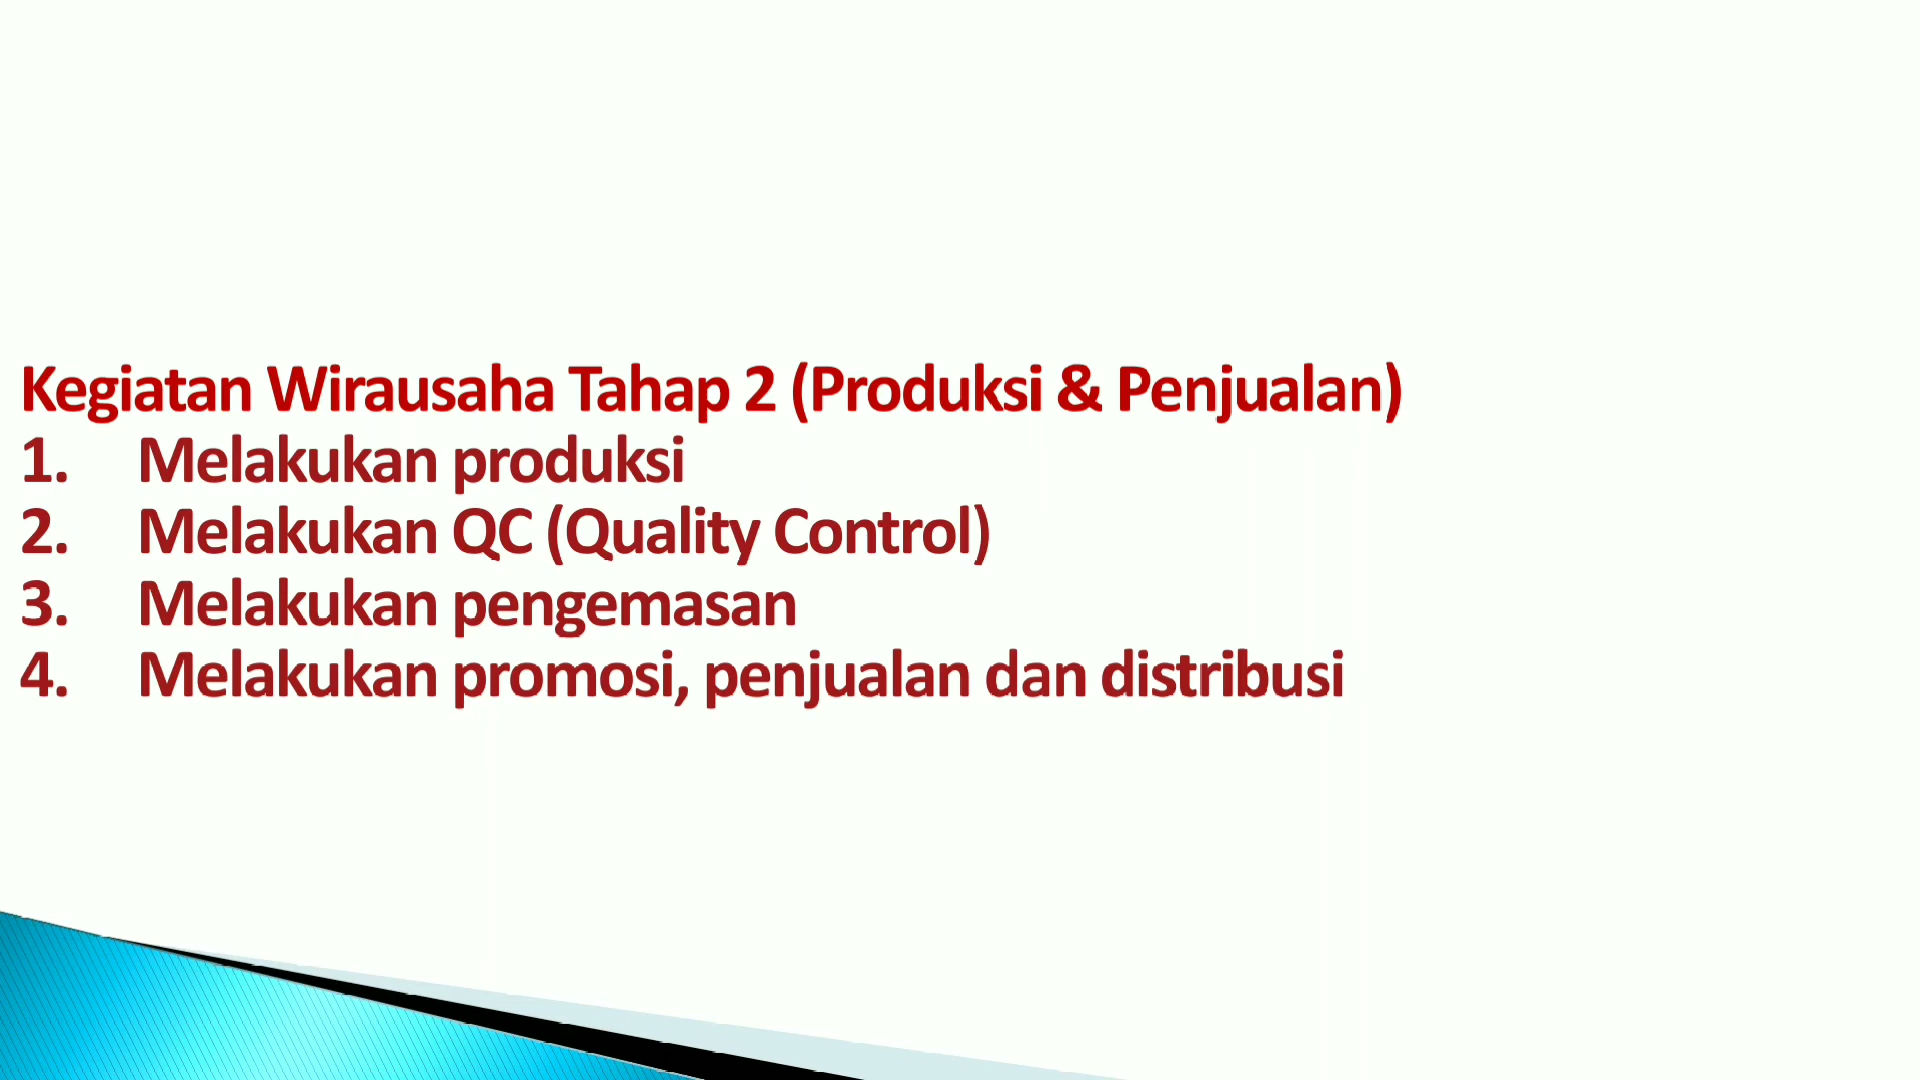 Kegiatan Wirausaha Tahap 2 (Produksi & Penjualan)
1. Melakukan produksi
2. Melakukan QC (Quality Control)
3. Melakukan pengemasan
4. Melakukan promosi, penjualan dan distribusi